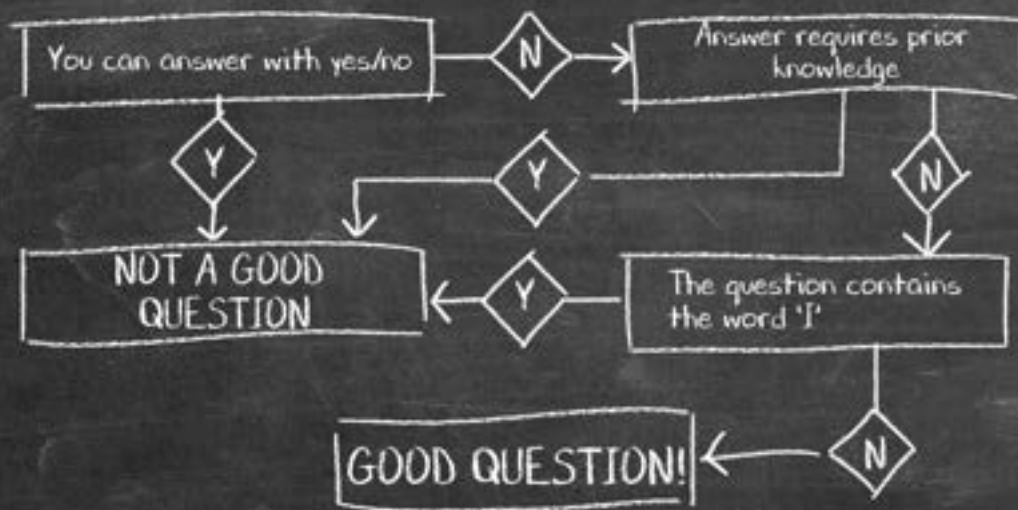 You can answer with yes/no
N
Answer requires prior
knowledge
Y
Y
N
NOT A GOOD
QUESTION
Y
The question contains
the word 'I'
GOOD QUESTION!
N